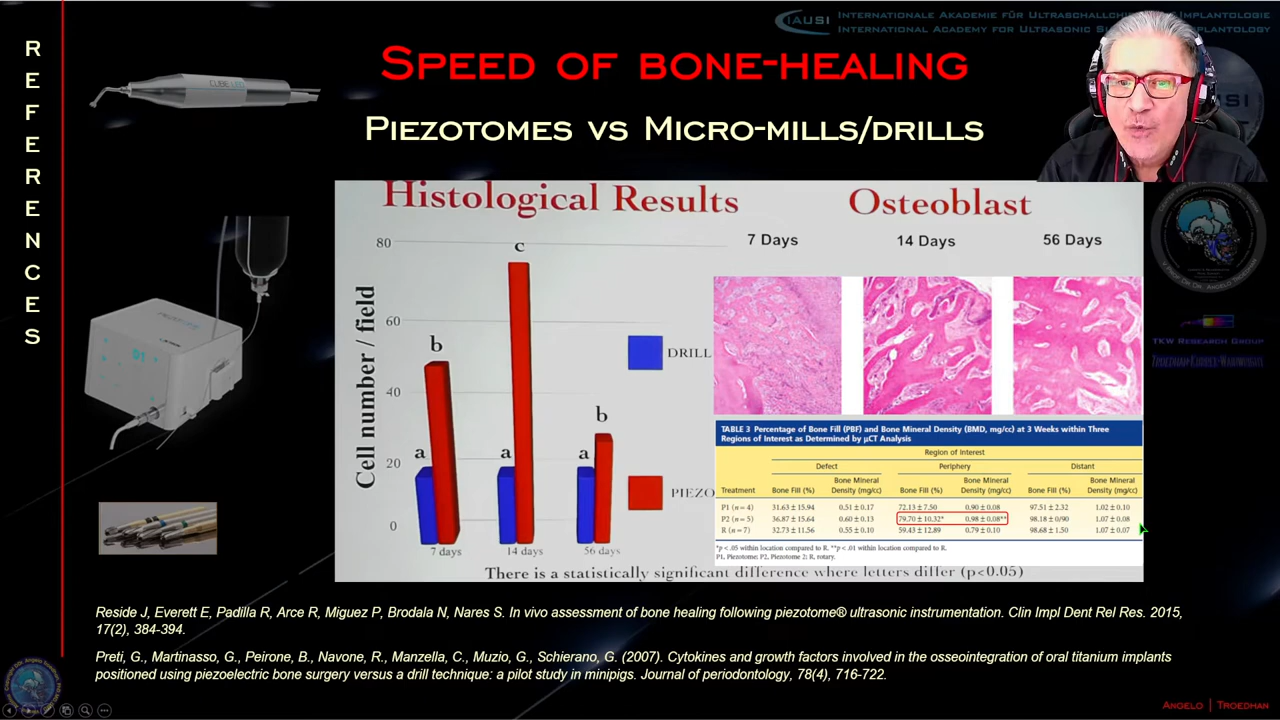 REFERENCES
IAUSI
INTERNATIONALE AKADEMIE FÜR ULTRASCHALLCH
IMPLANTOLOGIE
INTERNATIONAL ACADEMY FOR ULTRASONIC S
PLANTOLOGY
SPEED OF BONE-HEALING
PIEZOTOMES VS MICRO-MILLS/DRILLS
Histological Results
Osteoblast
7 Days
14 Days
56 Days
Cell number / field
80
60
40
20
0
a
b
a
c
a
b
7 days
14 days
56 days
DRILL
PIEZO
TABLE 3 Percentage of Bone Fill (PBF) and Bone Mineral Density (BMD, mg/cc) at 3 Weeks within Three
Regions of Interest as Determined by µCT Analysis
Region of Interest
Defect Periphery Distant
Bone Mineral Bone Mineral Bone Mineral
Treatment Bone Fill (%) Density (mg/cc) Bone Fill (%) Density (mg/cc) Bone Fill (%) Density (mg/cc)
P1 (n = 4) 31.63 ± 15.94 0.51 ± 0.17 72.13 ± 7.50 0.90 ± 0.08 97.51 ± 2.32 1.02 ± 0.10
P2 (n = 5) 36.87 ± 15.64 0.60 ± 0.13 79.70 ± 10.32* 0.98 ± 0.08** 98.18 ± 0/90 1.07 ± 0.08
R (n = 7) 32.73 ± 11.56 0.55 ± 0.10 59.43 ± 12.89 0.79 ± 0.10 98.68 ± 1.50 1.07 ± 0.07
*p < .05 within location compared to R. **p < .01 within location compared to R.
P1, Piezotome; P2, Piezotome 2; R, rotary.
There is a statistically significant difference where letters differ (p<0.05)
TKW RESEARCH GROUP
Reside J, Everett E, Padilla R, Arce R, Miguez P, Brodala N, Nares S. In vivo assessment of bone healing following piezotome® ultrasonic instrumentation. Clin Impl Dent Rel Res. 2015,
17(2), 384-394.
Preti, G., Martinasso, G., Peirone, B., Navone, R., Manzella, C., Muzio, G., Schierano, G. (2007). Cytokines and growth factors involved in the osseointegration of oral titanium implants
positioned using piezoelectric bone surgery versus a drill technique: a pilot study in minipigs. Journal of periodontology, 78(4), 716-722.
ANGELO | TROEDHAN